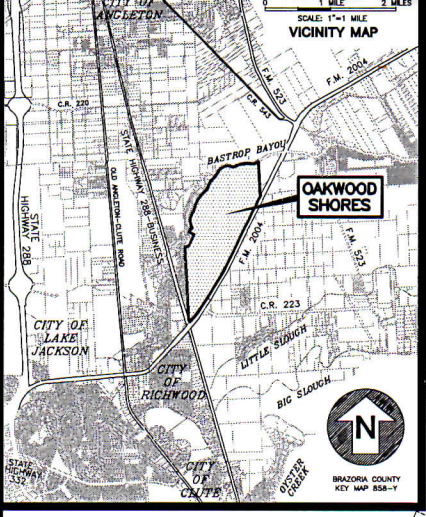 CITY OF
ANGLETON
0 1 MILE 2 MILES
SCALE: 1"=1 MILE
VICINITY MAP
F.M. 523
F.M. 2004
C.R. 220
C.R. 543
BASTROP BAYOU
STATE HIGHWAY 288-BUSINESS
OLD ANGLETON-CLUTE ROAD
STATE
HIGHWAY 288
OAKWOOD
SHORES
F.M. 2004
F.M. 523
C.R. 223
CITY OF
LAKE
JACKSON
CITY
OF
RICHWOOD
LITTLE SLOUGH
BIG SLOUGH
N
STATE
HIGHWAY
332
CITY
OF
CLUTE
OYSTER
CREEK
BRAZORIA COUNTY
KEY MAP 858-Y